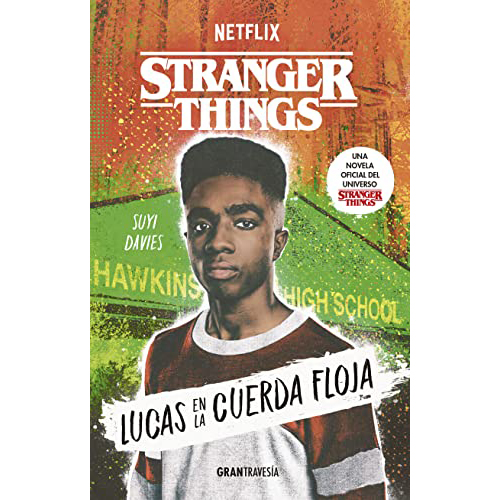 NETFLIX
STRANGER
THINGS
UNA
NOVELA
OFICIAL DEL
UNIVERSO
STRANGER
THINGS
SUYI
DAVIES
HAWKINS
HIGH SCHOOL
LUCAS EN LA CUERDA FLOJA
GRANTRAVESÍA